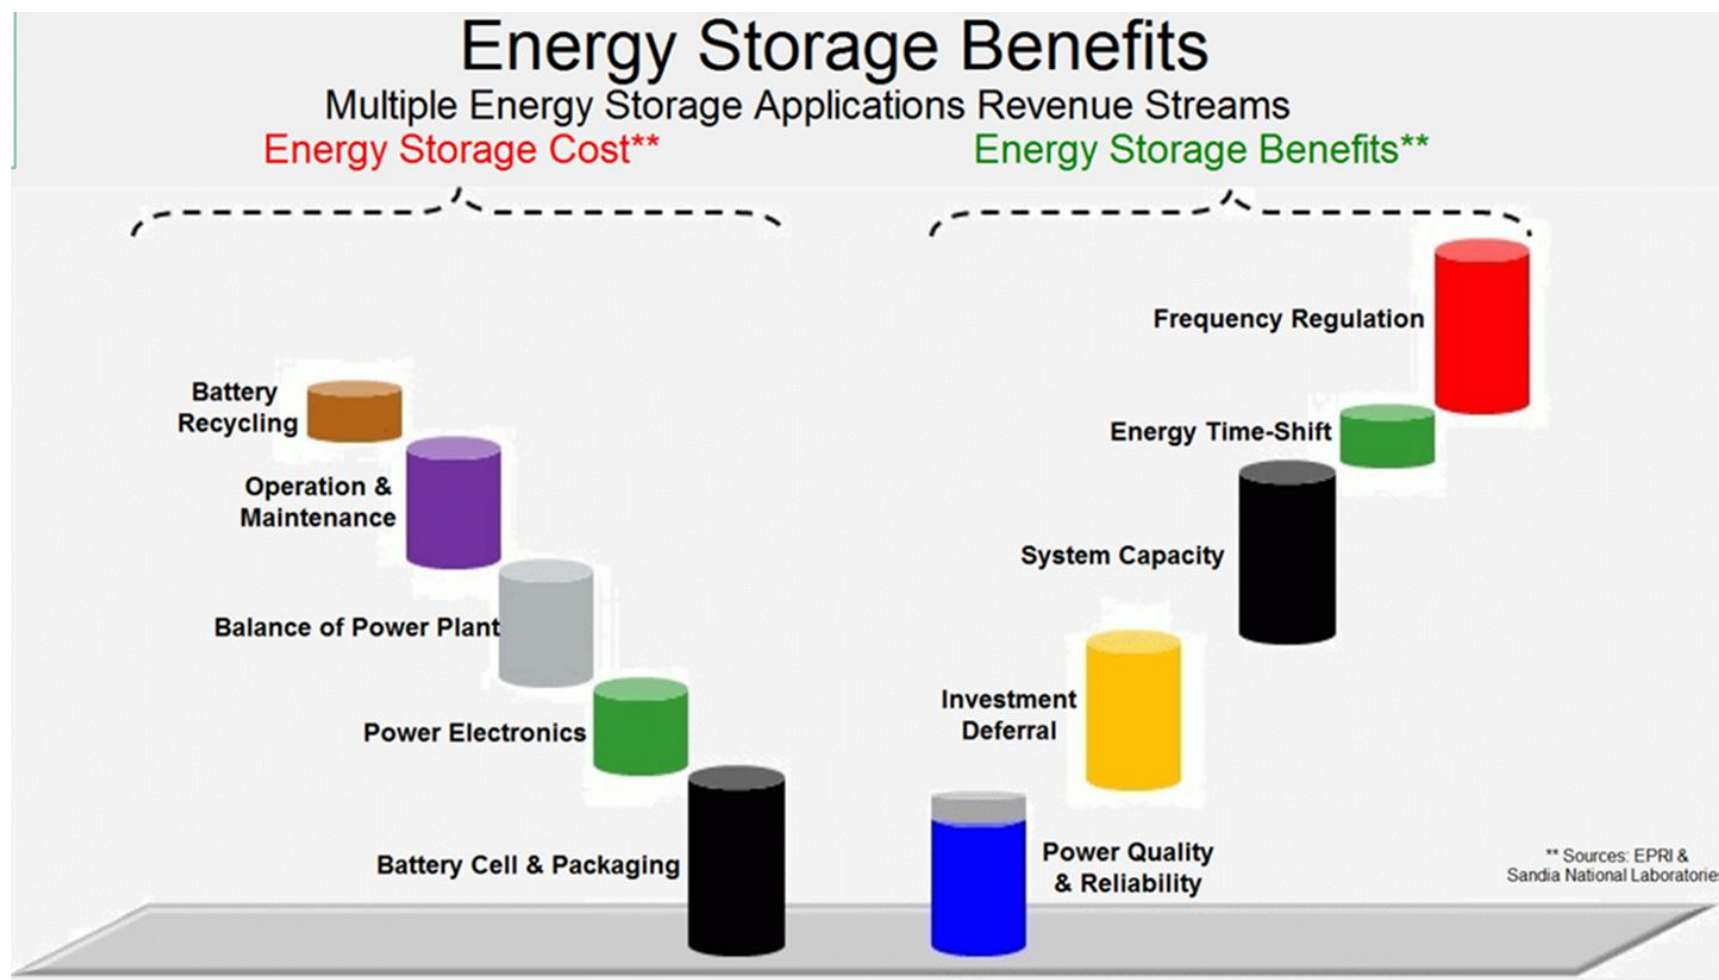 Energy Storage Benefits
Multiple Energy Storage Applications Revenue Streams
Energy Storage Cost**
Energy Storage Benefits**
Battery
Recycling
Operation &
Maintenance
Balance of Power Plant
Power Electronics
Battery Cell & Packaging
Frequency Regulation
Energy Time-Shift
System Capacity
Investment
Deferral
Power Quality
& Reliability
** Sources: EPRI &
Sandia National Laboratorie